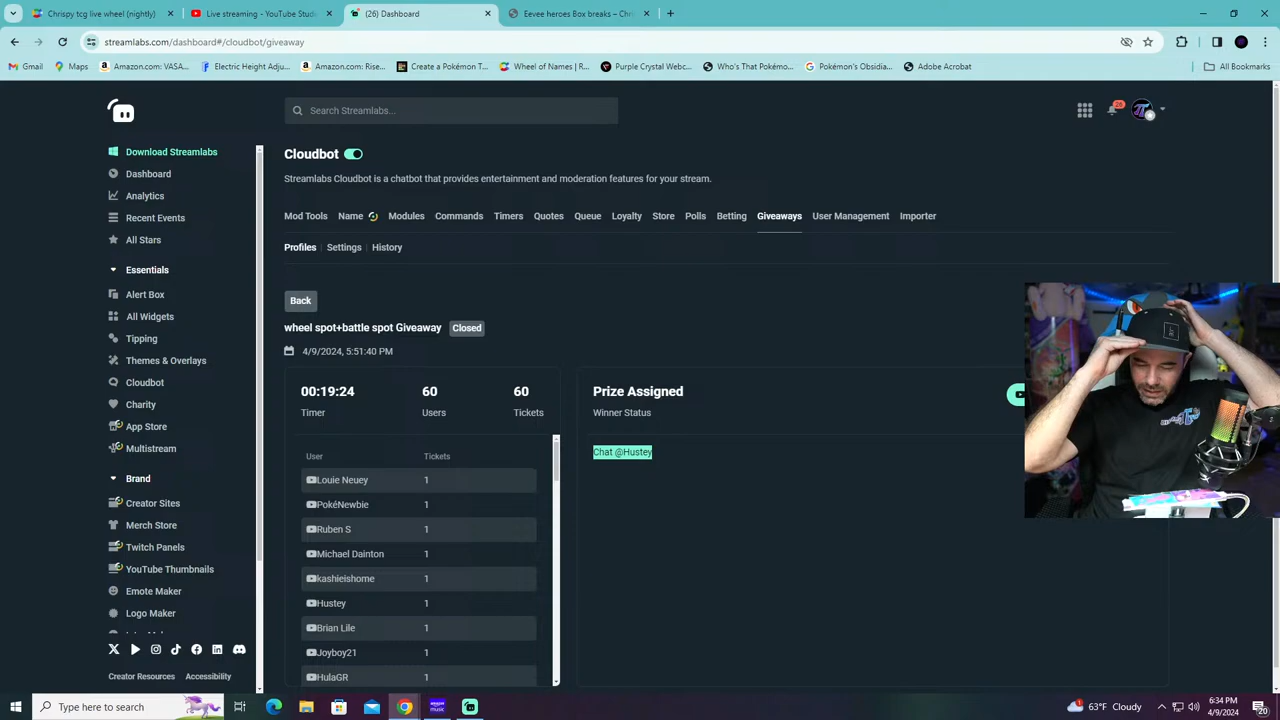 Chrispy tcg live wheel (nightly)
Live streaming - YouTube Stud
(26) Dashboard
Eevee heroes Box breaks – Chri
streamlabs.com/dashboard#/cloudbot/giveaway
Gmail
Maps
Amazon.com: VASA...
Electric Height Adju...
Amazon.com: Rise...
Create a Pokémon T...
Wheel of Names | R...
Purple Crystal Webc...
Who's That Pokémo...
Pokémon's Obsidia...
Adobe Acrobat
All Bookmarks
Search Streamlabs...
26
Download Streamlabs
Dashboard
Analytics
Recent Events
All Stars
Essentials
Alert Box
All Widgets
Tipping
Themes & Overlays
Cloudbot
Charity
App Store
Multistream
Brand
Creator Sites
Merch Store
Twitch Panels
YouTube Thumbnails
Emote Maker
Logo Maker
Creator Resources
Accessibility
Cloudbot
Streamlabs Cloudbot is a chatbot that provides entertainment and moderation features for your stream.
Mod Tools
Name
Modules
Commands
Timers
Quotes
Queue
Loyalty
Store
Polls
Betting
Giveaways
User Management
Importer
Profiles
Settings
History
Back
wheel spot+battle spot Giveaway
Closed
4/9/2024, 5:51:40 PM
00:19:24
60
60
Timer
Users
Tickets
User
Tickets
Louie Neuey
1
PokéNewbie
1
Ruben S
1
Michael Dainton
1
kashieishome
1
Hustey
1
Brian Lile
1
Joyboy21
1
HulaGR
1
Prize Assigned
Winner Status
Chat @Hustey
Type here to search
music
63°F Cloudy
6:34 PM
4/9/2024
20